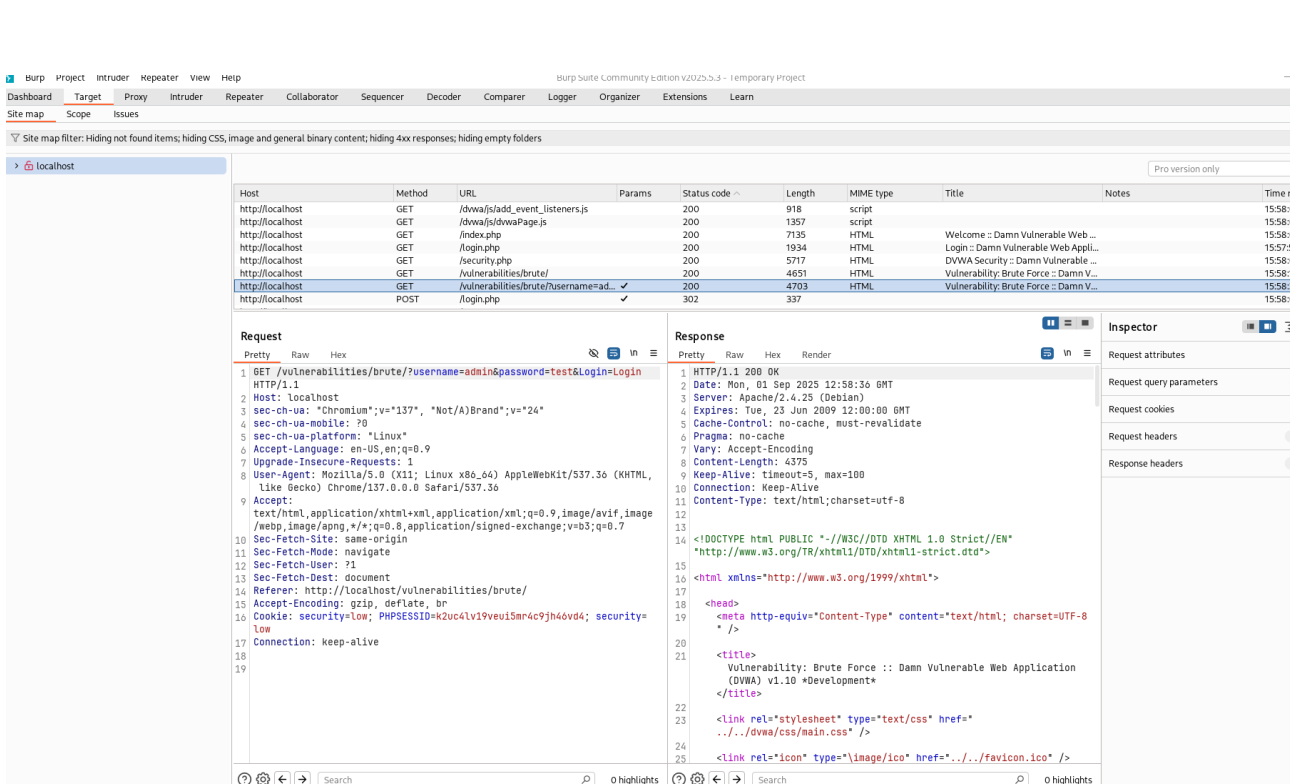 Burp Project Intruder Repeater View Help Burp Suite Community Edition v2025.5.3 - Temporary Project
Dashboard Target Proxy Intruder Repeater Collaborator Sequencer Decoder Comparer Logger Organizer Extensions Learn
Site map Scope Issues
Site map filter: Hiding not found items; hiding CSS, image and general binary content; hiding 4xx responses; hiding empty folders
> localhost
Pro version only
Host Method URL Params Status code Length MIME type Title Notes Time r
http://localhost GET /dvwa/js/add_event_listeners.js 200 918 script 15:58:
http://localhost GET /dvwa/js/dvwaPage.js 200 1357 script 15:58:
http://localhost GET /index.php 200 7135 HTML Welcome :: Damn Vulnerable Web ... 15:58:
http://localhost GET /login.php 200 1934 HTML Login :: Damn Vulnerable Web Appli... 15:57:
http://localhost GET /security.php 200 5717 HTML DVWA Security :: Damn Vulnerable ... 15:58:
http://localhost GET /vulnerabilities/brute/ 200 4651 HTML Vulnerability: Brute Force :: Damn V... 15:58:
http://localhost GET /vulnerabilities/brute/?username=ad... ✓ 200 4703 HTML Vulnerability: Brute Force :: Damn V... 15:58:
http://localhost POST /login.php ✓ 302 337 15:58:
Request
Pretty Raw Hex \n
1 GET /vulnerabilities/brute/?username=admin&password=test&Login=Login
HTTP/1.1
2 Host: localhost
3 sec-ch-ua: "Chromium";v="137", "Not/A)Brand";v="24"
4 sec-ch-ua-mobile: ?0
5 sec-ch-ua-platform: "Linux"
6 Accept-Language: en-US,en;q=0.9
7 Upgrade-Insecure-Requests: 1
8 User-Agent: Mozilla/5.0 (X11; Linux x86_64) AppleWebKit/537.36 (KHTML,
like Gecko) Chrome/137.0.0.0 Safari/537.36
9 Accept:
text/html,application/xhtml+xml,application/xml;q=0.9,image/avif,image
/webp,image/apng,*/*;q=0.8,application/signed-exchange;v=b3;q=0.7
10 Sec-Fetch-Site: same-origin
11 Sec-Fetch-Mode: navigate
12 Sec-Fetch-User: ?1
13 Sec-Fetch-Dest: document
14 Referer: http://localhost/vulnerabilities/brute/
15 Accept-Encoding: gzip, deflate, br
16 Cookie: security=low; PHPSESSID=k2uc4lv19veui5mr4c9jh46vd4; security=
low
17 Connection: keep-alive
18
19
Search 0 highlights
Response
Pretty Raw Hex Render \n
1 HTTP/1.1 200 OK
2 Date: Mon, 01 Sep 2025 12:58:36 GMT
3 Server: Apache/2.4.25 (Debian)
4 Expires: Tue, 23 Jun 2009 12:00:00 GMT
5 Cache-Control: no-cache, must-revalidate
6 Pragma: no-cache
7 Vary: Accept-Encoding
8 Content-Length: 4375
9 Keep-Alive: timeout=5, max=100
10 Connection: Keep-Alive
11 Content-Type: text/html;charset=utf-8
12
13
14 <!DOCTYPE html PUBLIC "-//W3C//DTD XHTML 1.0 Strict//EN"
"http://www.w3.org/TR/xhtml1/DTD/xhtml1-strict.dtd">
15
16 <html xmlns="http://www.w3.org/1999/xhtml">
17
18 <head>
19 <meta http-equiv="Content-Type" content="text/html; charset=UTF-8
" />
20
21 <title>
Vulnerability: Brute Force :: Damn Vulnerable Web Application
(DVWA) v1.10 *Development*
</title>
22
23 <link rel="stylesheet" type="text/css" href="
../../dvwa/css/main.css" />
24
25 <link rel="icon" type="\image/ico" href="../../favicon.ico" />
Search 0 highlights
Inspector
Request attributes
Request query parameters
Request cookies
Request headers
Response headers